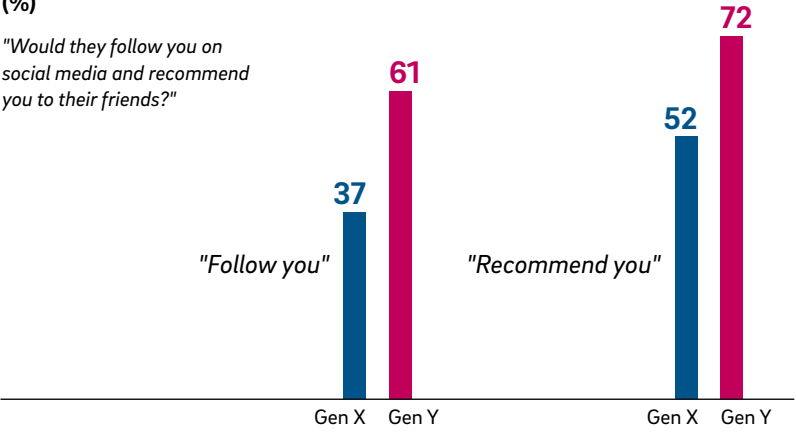 (%)
"Would they follow you on
social media and recommend
you to their friends?"
72
61
52
37
"Follow you"
"Recommend you"
Gen X Gen Y
Gen X Gen Y